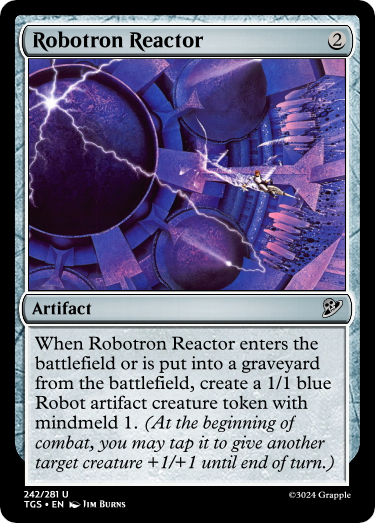 Robotron Reactor 2
Artifact
When Robotron Reactor enters the
battlefield or is put into a graveyard
from the battlefield, create a 1/1 blue
Robot artifact creature token with
mindmeld 1. (At the beginning of
combat, you may tap it to give another
target creature +1/+1 until end of turn.)
242/281 U
TGS • EN Jim Burns
©3024 Grapple